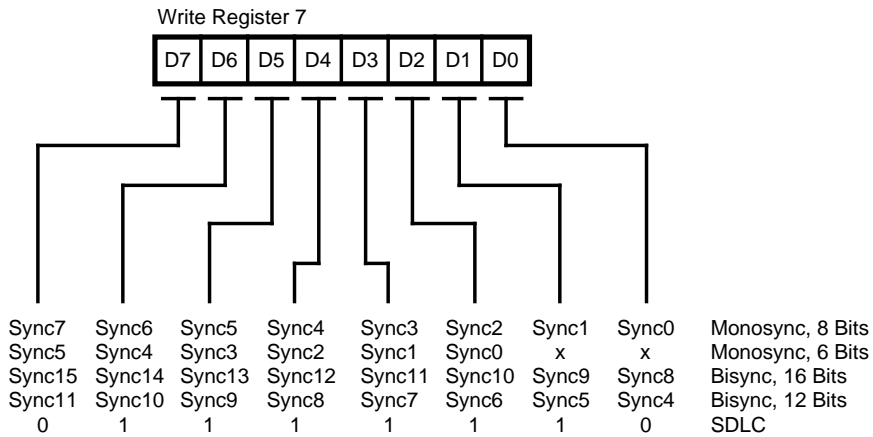 Write Register 7
D7 D6 D5 D4 D3 D2 D1 D0
Sync7 Sync6 Sync5 Sync4 Sync3 Sync2 Sync1 Sync0 Monosync, 8 Bits
Sync5 Sync4 Sync3 Sync2 Sync1 Sync0 x x Monosync, 6 Bits
Sync15 Sync14 Sync13 Sync12 Sync11 Sync10 Sync9 Sync8 Bisync, 16 Bits
Sync11 Sync10 Sync9 Sync8 Sync7 Sync6 Sync5 Sync4 Bisync, 12 Bits
0 1 1 1 1 1 1 0 SDLC